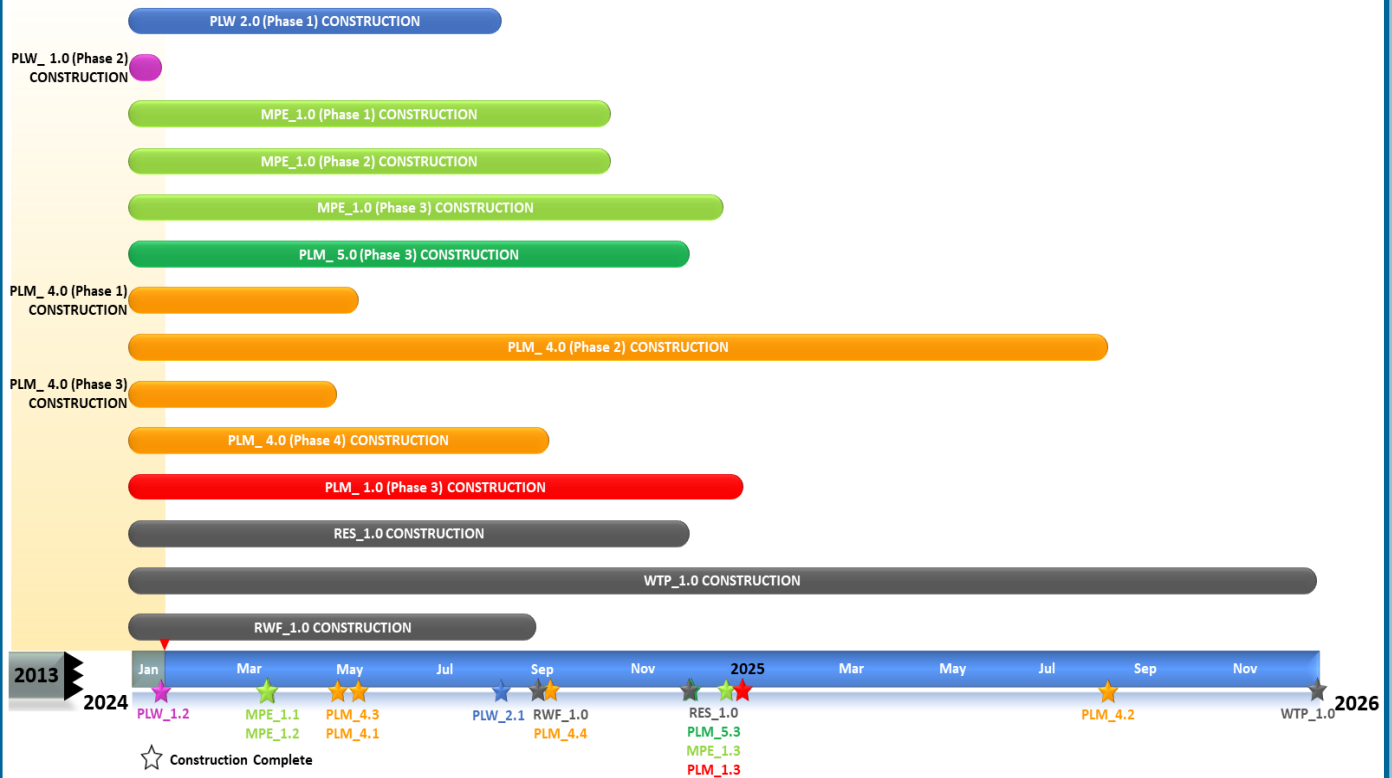 PLW 2.0 (Phase 1) CONSTRUCTION
PLW_ 1.0 (Phase 2)
CONSTRUCTION
MPE_1.0 (Phase 1) CONSTRUCTION
MPE_1.0 (Phase 2) CONSTRUCTION
MPE_1.0 (Phase 3) CONSTRUCTION
PLM_ 5.0 (Phase 3) CONSTRUCTION
PLM_ 4.0 (Phase 1)
CONSTRUCTION
PLM_ 4.0 (Phase 2) CONSTRUCTION
PLM_ 4.0 (Phase 3)
CONSTRUCTION
PLM_ 4.0 (Phase 4) CONSTRUCTION
PLM_ 1.0 (Phase 3) CONSTRUCTION
RES_1.0 CONSTRUCTION
WTP_1.0 CONSTRUCTION
RWF_1.0 CONSTRUCTION
2013 Jan Mar May Jul Sep Nov 2025 Mar May Jul Sep Nov
2024 2026
PLW_1.2 MPE_1.1 PLM_4.3 PLW_2.1 RWF_1.0 RES_1.0 PLM_4.2 WTP_1.0
MPE_1.2 PLM_4.1 PLM_4.4 PLM_5.3
MPE_1.3
PLM_1.3
Construction Complete